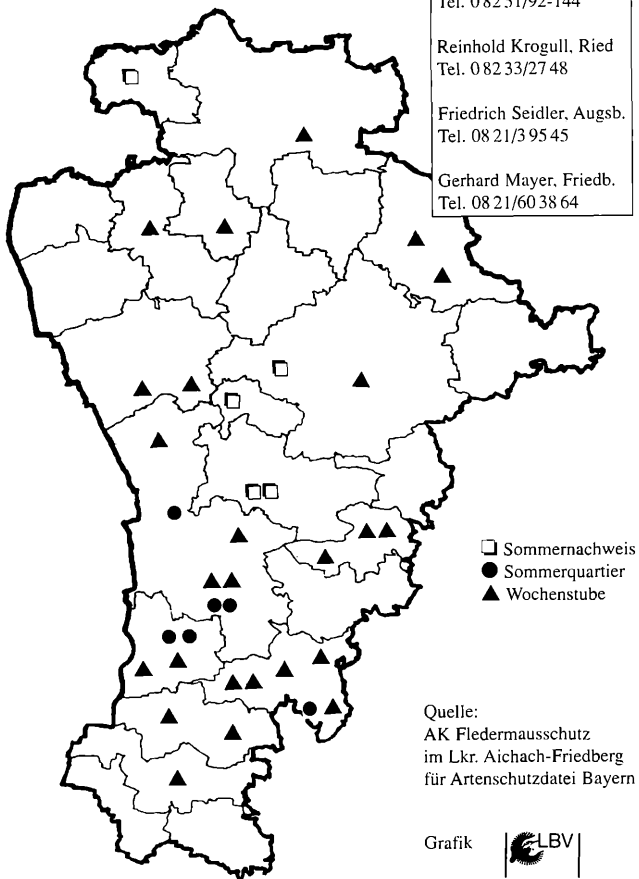 Tel. 0 82 51/92-144
Reinhold Krogull, Ried
Tel. 0 82 33/27 48
Friedrich Seidler, Augsb.
Tel. 08 21/3 95 45
Gerhard Mayer, Friedb.
Tel. 08 21/60 38 64
Sommernachweis
Sommerquartier
Wochenstube
Quelle:
AK Fledermausschutz
im Lkr. Aichach-Friedberg
für Artenschutzdatei Bayern
Grafik LBV